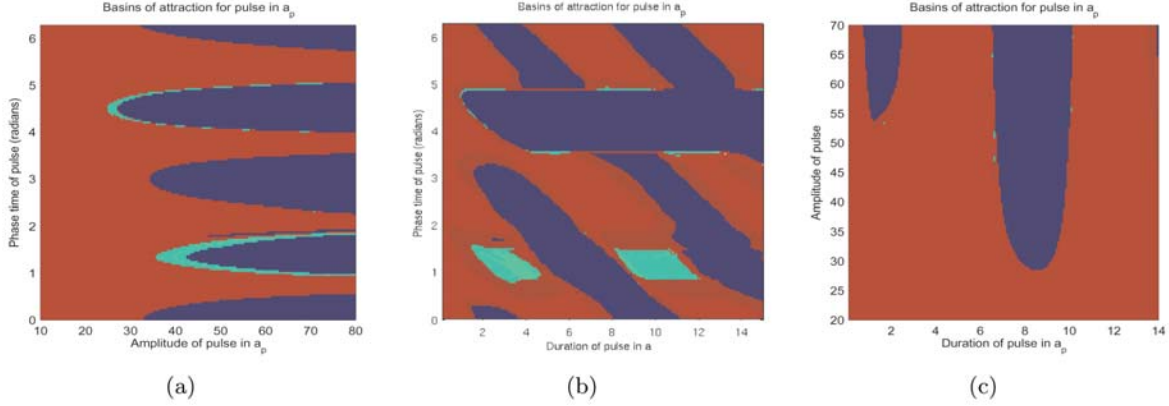 Basins of attraction for pulse in a_p
Phase time of pulse (radians)
6
5
4
3
2
1
0
10 20 30 40 50 60 70 80
Amplitude of pulse in a_p
(a)
Basins of attraction for pulse in a_p
Phase time of pulse (radians)
6
5
4
3
2
1
0
2 4 6 8 10 12 14
Duration of pulse in a
(b)
Basins of attraction for pulse in a_p
Amplitude of pulse
70
65
60
55
50
45
40
35
30
25
20
2 4 6 8 10 12 14
Duration of pulse in a_p
(c)